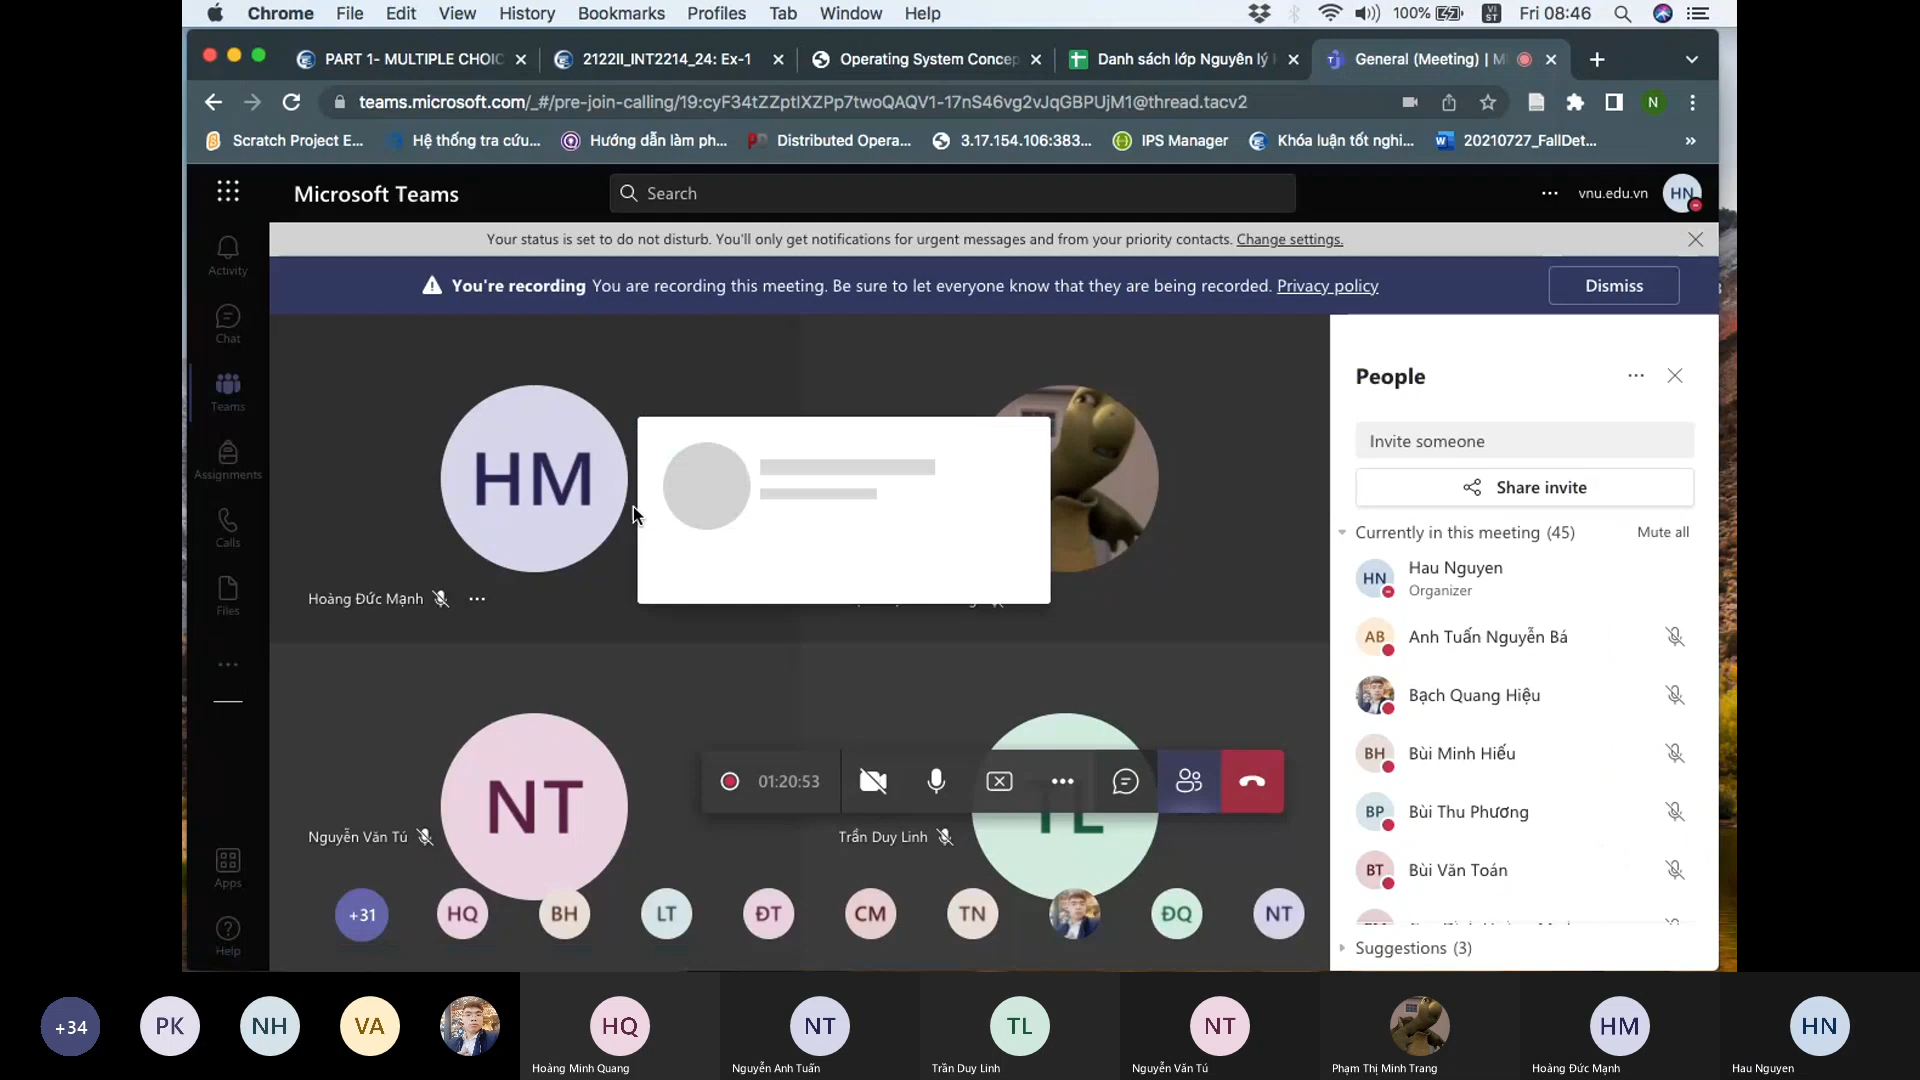 Chrome File Edit View History Bookmarks Profiles Tab Window Help 100% VI ST Fri 08:46
PART 1- MULTIPLE CHOIC 2122II_INT2214_24: Ex-1 Operating System Concep Danh sách lớp Nguyên lý General (Meeting) | M
teams.microsoft.com/_#/pre-join-calling/19:cyF34tZZptIXZPp7twoQAQV1-17nS46vg2vJqGBPUjM1@thread.tacv2 N
Scratch Project E... Hệ thống tra cứu... Hướng dẫn làm ph... Distributed Opera... 3.17.154.106:383... IPS Manager Khóa luận tốt nghi... 20210727_FallDet... »
Microsoft Teams Search ... vnu.edu.vn HN
Your status is set to do not disturb. You'll only get notifications for urgent messages and from your priority contacts. Change settings.
You're recording You are recording this meeting. Be sure to let everyone know that they are being recorded. Privacy policy Dismiss
Activity
Chat
Teams
Assignments
Calls
Files
Apps
Help
HM
Hoàng Đức Mạnh ...
NT
Nguyễn Văn Tú
TL
Trần Duy Linh
01:20:53
+31 HQ BH LT ĐT CM TN ĐQ NT
People
Invite someone
Share invite
Currently in this meeting (45) Mute all
HN Hau Nguyen
Organizer
AB Anh Tuấn Nguyễn Bá
Bạch Quang Hiệu
BH Bùi Minh Hiếu
BP Bùi Thu Phương
BT Bùi Văn Toán
Suggestions (3)
+34 PK NH VA HQ NT TL NT HM HN
Hoàng Minh Quang Nguyễn Anh Tuấn Trần Duy Linh Nguyễn Văn Tú Phạm Thị Minh Trang Hoàng Đức Mạnh Hau Nguyen